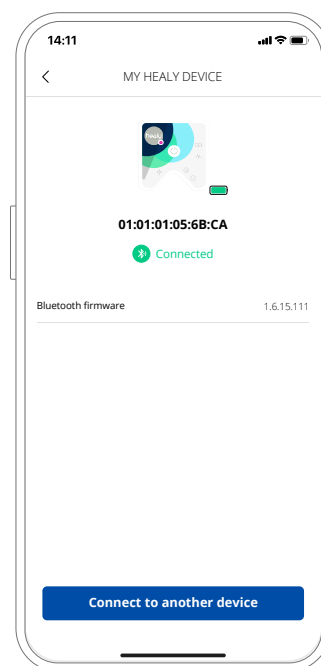 14:11
MY HEALY DEVICE
healy
01:01:01:05:6B:CA
Connected
Bluetooth firmware 1.6.15.111
Connect to another device